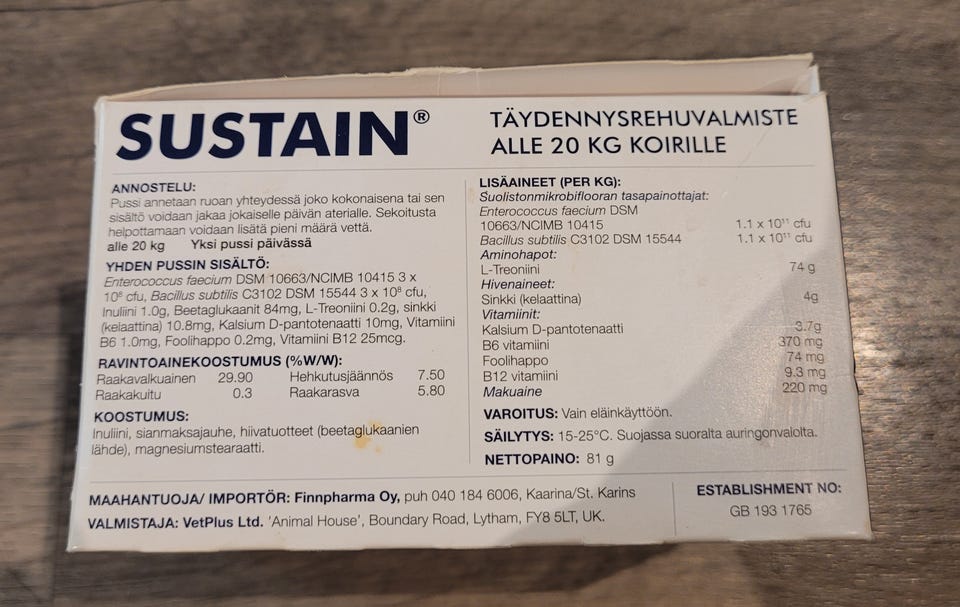 SUSTAIN®
TÄYDENNYSREHUVALMISTE
ALLE 20 KG KOIRILLE
ANNOSTELU:
Pussi annetaan ruoan yhteydessä joko kokonaisena tai sen
sisältö voidaan jakaa jokaiselle päivän aterialle. Sekoitusta
helpottamaan voidaan lisätä pieni määrä vettä.
alle 20 kg Yksi pussi päivässä
YHDEN PUSSIN SISÄLTÖ:
Enterococcus faecium DSM 10663/NCIMB 10415 3 x
10⁸ cfu, Bacillus subtilis C3102 DSM 15544 3 x 10⁸ cfu,
Inuliini 1.0g, Beetaglukaanit 84mg, L-Treoniini 0.2g, sinkki
(kelaattina) 10.8mg, Kalsium D-pantotenaatti 10mg, Vitamiini
B6 1.0mg, Foolihappo 0.2mg, Vitamiini B12 25mcg.
RAVINTOAINEKOOSTUMUS (%W/W):
Raakavalkuainen 29.90 Hehkutusjäännös 7.50
Raakakuitu 0.3 Raakarasva 5.80
KOOSTUMUS:
Inuliini, sianmaksajauhe, hiivatuotteet (beetaglukaanien
lähde), magnesiumstearaatti.
LISÄAINEET (PER KG):
Suolistonmikrobiflooran tasapainottajat:
Enterococcus faecium DSM
10663/NCIMB 10415 1.1 x 10¹¹ cfu
Bacillus subtilis C3102 DSM 15544 1.1 x 10¹¹ cfu
Aminohapot:
L-Treoniini 74 g
Hivenaineet:
Sinkki (kelaattina) 4g
Vitamiinit:
Kalsium D-pantotenaatti 3.7g
B6 vitamiini 370 mg
Foolihappo 74 mg
B12 vitamiini 9.3 mg
Makuaine 220 mg
VAROITUS: Vain eläinkäyttöön.
SÄILYTYS: 15-25°C. Suojassa suoralta auringonvalolta.
NETTOPAINO: 81 g
MAAHANTUOJA/ IMPORTÖR: Finnpharma Oy, puh 040 184 6006, Kaarina/St. Karins
VALMISTAJA: VetPlus Ltd. 'Animal House', Boundary Road, Lytham, FY8 5LT, UK.
ESTABLISHMENT NO:
GB 193 1765